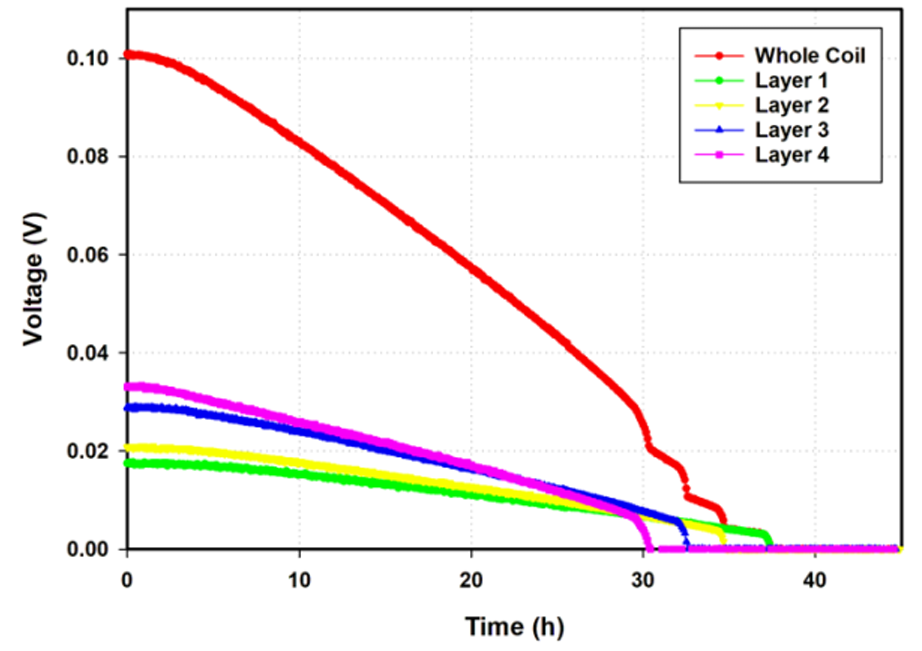 Whole Coil
Layer 1
Layer 2
Layer 3
Layer 4
0.10
0.08
0.06
0.04
0.02
0.00
Voltage (V)
0 10 20 30 40
Time (h)